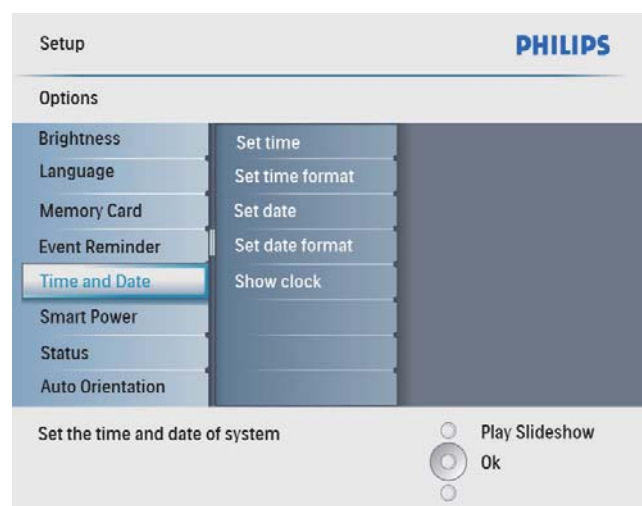 Setup
PHILIPS
Options
Brightness
Language
Memory Card
Event Reminder
Time and Date
Smart Power
Status
Auto Orientation
Set time
Set time format
Set date
Set date format
Show clock
Set the time and date of system
Play Slideshow
Ok